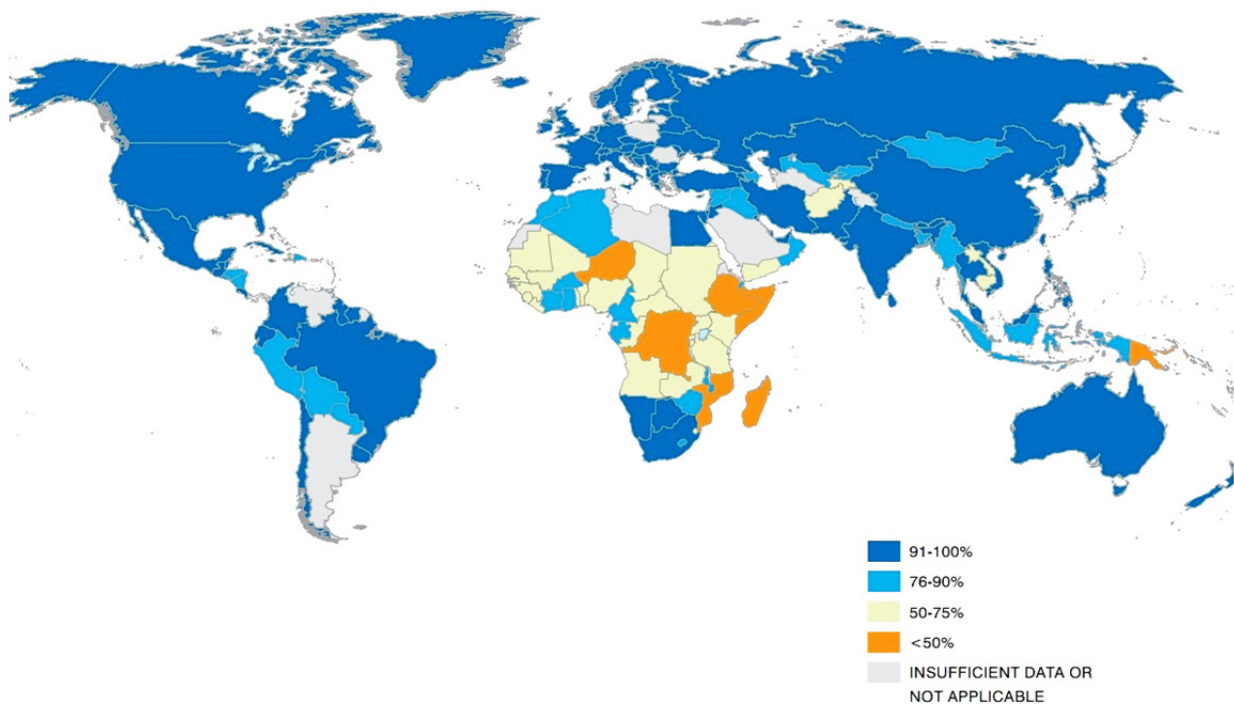 91-100%
76-90%
50-75%
<50%
INSUFFICIENT DATA OR
NOT APPLICABLE